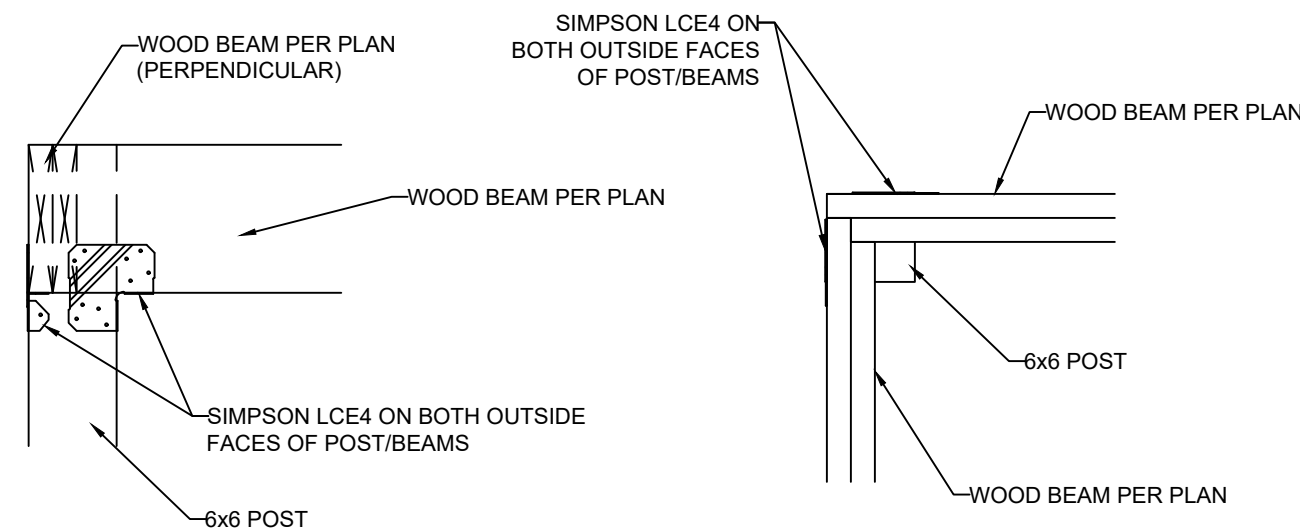 WOOD BEAM PER PLAN
(PERPENDICULAR)
WOOD BEAM PER PLAN
SIMPSON LCE4 ON BOTH OUTSIDE
FACES OF POST/BEAMS
6x6 POST
SIMPSON LCE4 ON
BOTH OUTSIDE FACES
OF POST/BEAMS
WOOD BEAM PER PLAN
6x6 POST
WOOD BEAM PER PLAN